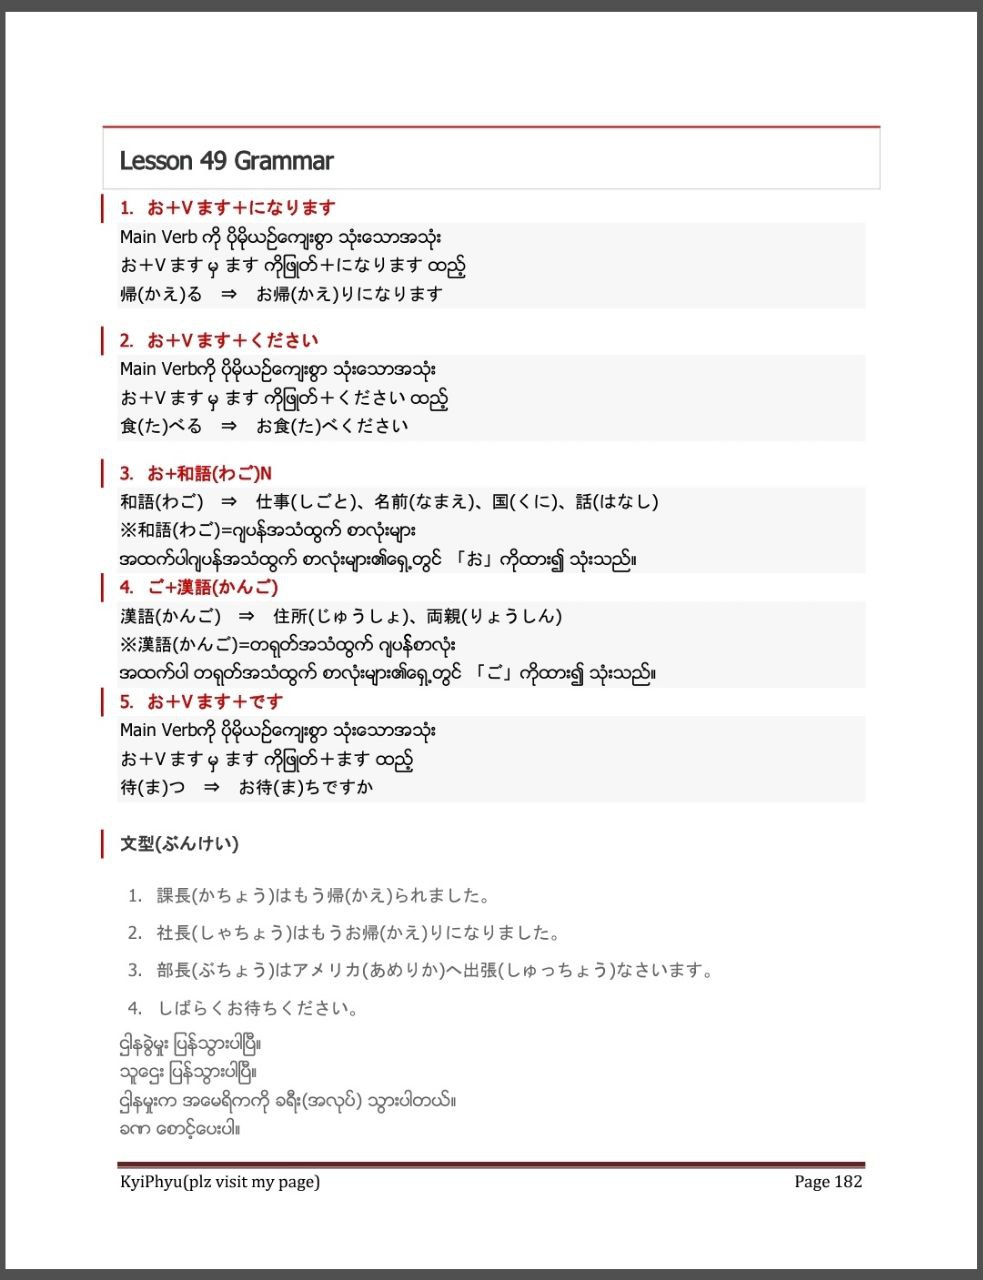 Lesson 49 Grammar
1. お＋Vます＋になります
Main Verb ကို ပိုမိုယဉ်ကျေးစွာ သုံးသောအသုံး
お＋Vます မှ ます ကိုဖြုတ်＋になります ထည့်
帰(かえ)る ⇒ お帰(かえ)りになります
2. お＋Vます＋ください
Main Verbကို ပိုမိုယဉ်ကျေးစွာ သုံးသောအသုံး
お＋Vます မှ ます ကိုဖြုတ်＋ください ထည့်
食(た)べる ⇒ お食(た)べください
3. お+和語(わご)N
和語(わご) ⇒ 仕事(しごと)、名前(なまえ)、国(くに)、話(はなし)
※和語(わご)=ဂျပန်အသံထွက် စာလုံးများ
အထက်ပါဂျပန်အသံထွက် စာလုံးများ၏ရှေ့တွင် 「お」ကိုထား၍ သုံးသည်။
4. ご+漢語(かんご)
漢語(かんご) ⇒ 住所(じゅうしょ)、両親(りょうしん)
※漢語(かんご)=တရုတ်အသံထွက် ဂျပန်စာလုံး
အထက်ပါ တရုတ်အသံထွက် စာလုံးများ၏ရှေ့တွင် 「ご」ကိုထား၍ သုံးသည်။
5. お＋Vます＋です
Main Verbကို ပိုမိုယဉ်ကျေးစွာ သုံးသောအသုံး
お＋Vます မှ ます ကိုဖြုတ်＋ます ထည့်
待(ま)つ ⇒ お待(ま)ちですか
文型(ぶんけい)
1. 課長(かちょう)はもう帰(かえ)られました。
2. 社長(しゃちょう)はもうお帰(かえ)りになりました。
3. 部長(ぶちょう)はアメリカ(あめりか)へ出張(しゅっちょう)なさいます。
4. しばらくお待ちください。
ဌါနခွဲမှုး ပြန်သွားပါပြီ။
သူဌေး ပြန်သွားပါပြီ။
ဌါနမှုးက အမေရိကကို ခရီး(အလုပ်) သွားပါတယ်။
ခဏ စောင့်ပေးပါ။
KyiPhyu(plz visit my page)
Page 182